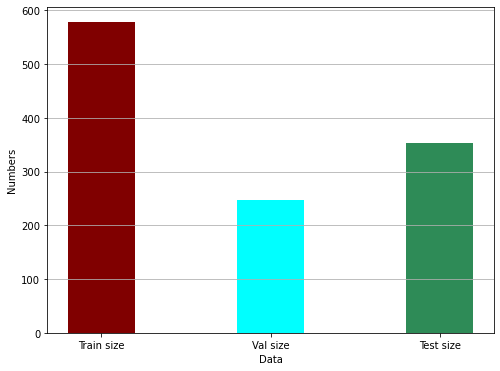 600
500
400
300
200
100
0
Numbers
Train size
Val size
Test size
Data